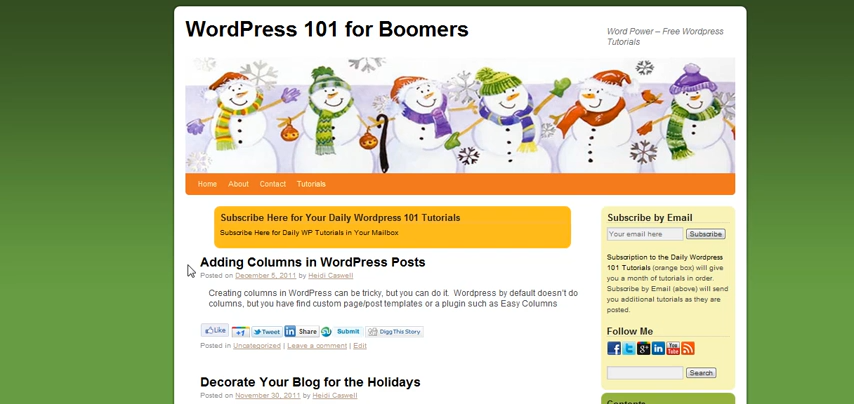 WordPress 101 for Boomers
Word Power – Free Wordpress
Tutorials
Home About Contact Tutorials
Subscribe Here for Your Daily Wordpress 101 Tutorials
Subscribe Here for Daily WP Tutorials in Your Mailbox
Adding Columns in WordPress Posts
Posted on December 5, 2011 by Heidi Caswell
Creating columns in WordPress can be tricky, but you can do it. Wordpress by default doesn't do
columns, but you have find custom page/post templates or a plugin such as Easy Columns
Like +1 Tweet Share Submit Digg This Story
Posted in Uncategorized | Leave a comment | Edit
Decorate Your Blog for the Holidays
Posted on November 30, 2011 by Heidi Caswell
Subscribe by Email
Your email here Subscribe
Subscription to the Daily Wordpress
101 Tutorials (orange box) will give
you a month of tutorials in order.
Subscribe by Email (above) will send
you additional tutorials as they are
posted.
Follow Me
You Tube
Search
Contents